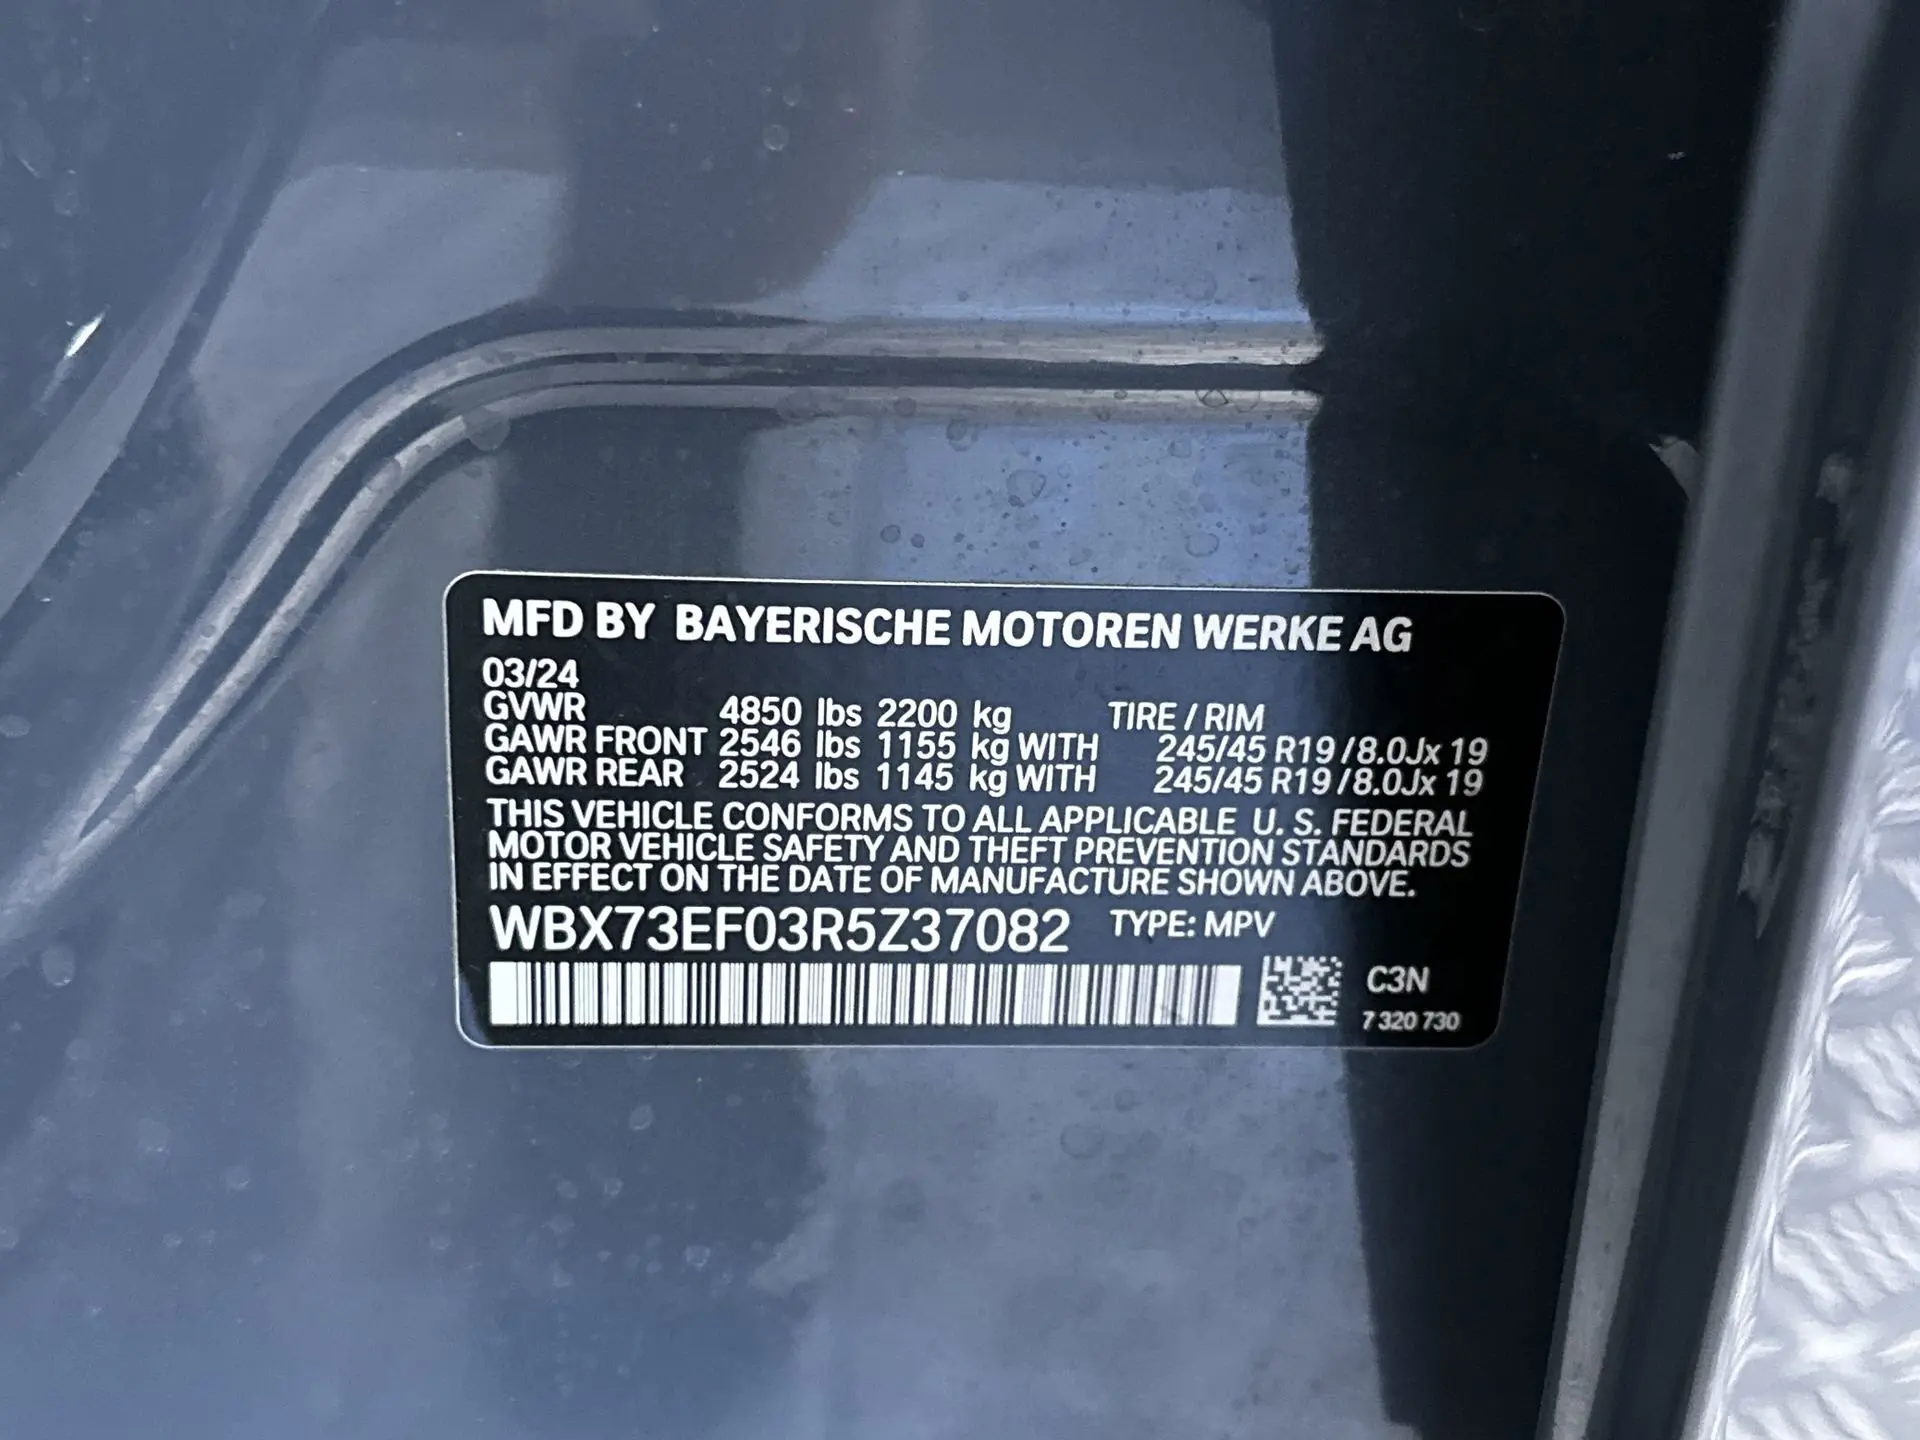 MFD BY BAYERISCHE MOTOREN WERKE AG
03/24
GVWR 4850 lbs 2200 kg TIRE / RIM
GAWR FRONT 2546 lbs 1155 kg WITH 245/45 R19 /8.0Jx 19
GAWR REAR 2524 lbs 1145 kg WITH 245/45 R19 /8.0Jx 19
THIS VEHICLE CONFORMS TO ALL APPLICABLE U. S. FEDERAL
MOTOR VEHICLE SAFETY AND THEFT PREVENTION STANDARDS
IN EFFECT ON THE DATE OF MANUFACTURE SHOWN ABOVE.
WBX73EF03R5Z37082 TYPE: MPV
C3N
7 320 730